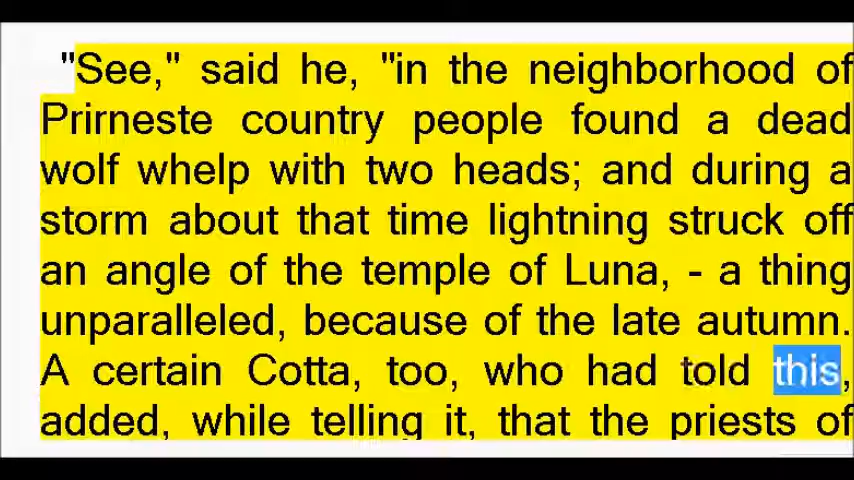 "See," said he, "in the neighborhood of
Prirneste country people found a dead
wolf whelp with two heads; and during a
storm about that time lightning struck off
an angle of the temple of Luna, - a thing
unparalleled, because of the late autumn.
A certain Cotta, too, who had told this,
added, while telling it, that the priests of